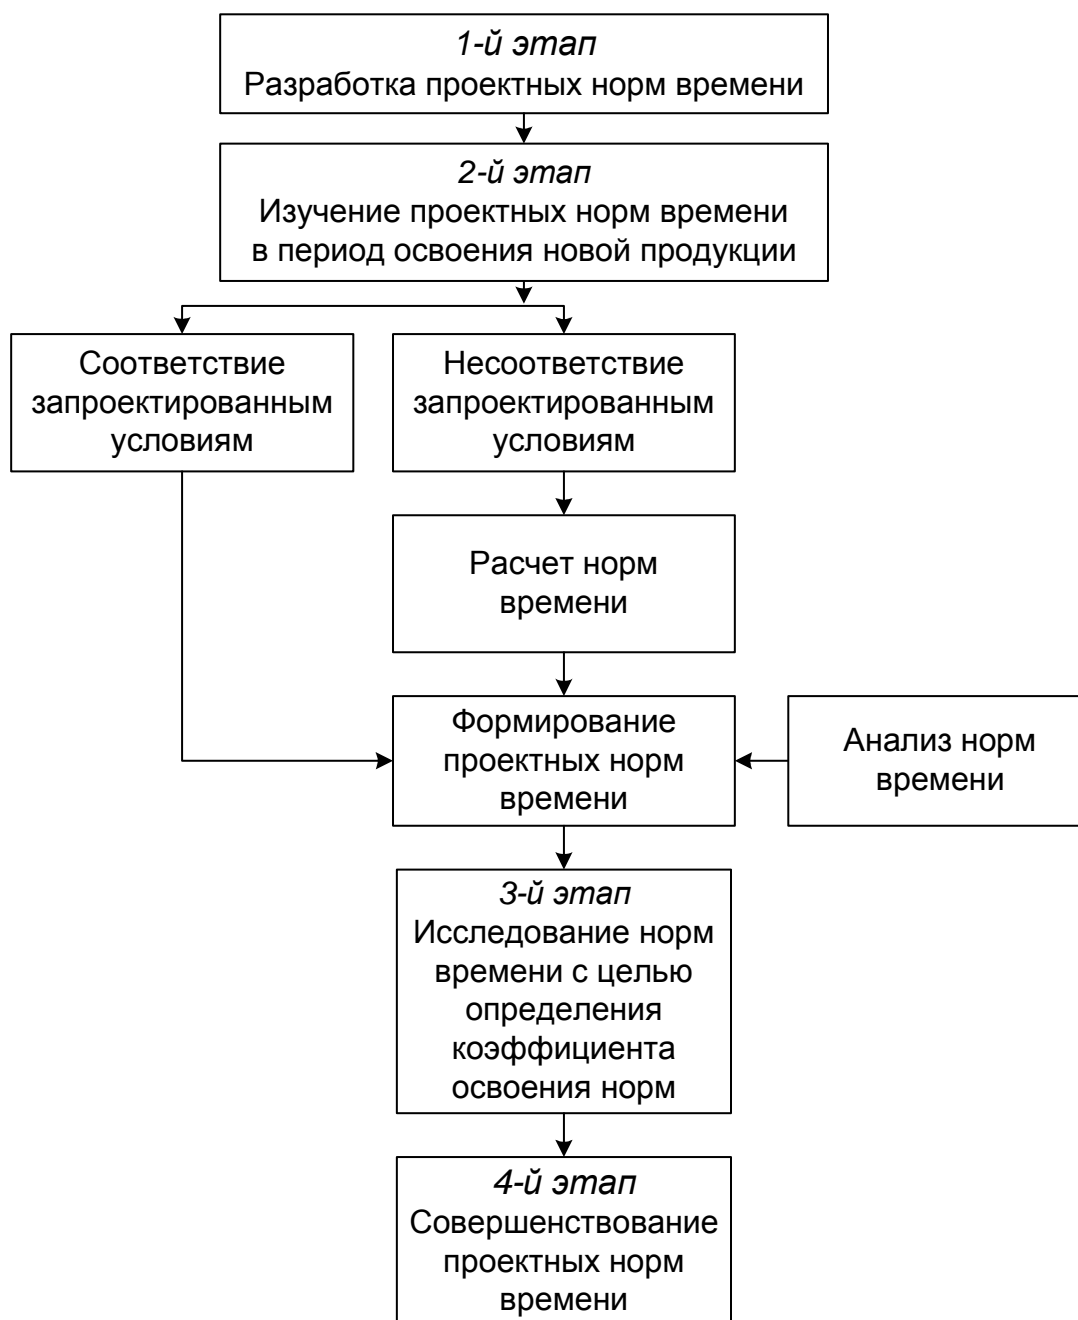 1-й этап
Разработка проектных норм времени
2-й этап
Изучение проектных норм времени
в период освоения новой продукции
Соответствие
запроектированным
условиям
Несоответствие
запроектированным
условиям
Расчет норм
времени
Формирование
проектных норм
времени
Анализ норм
времени
3-й этап
Исследование норм
времени с целью
определения
коэффициента
освоения норм
4-й этап
Совершенствование
проектных норм
времени